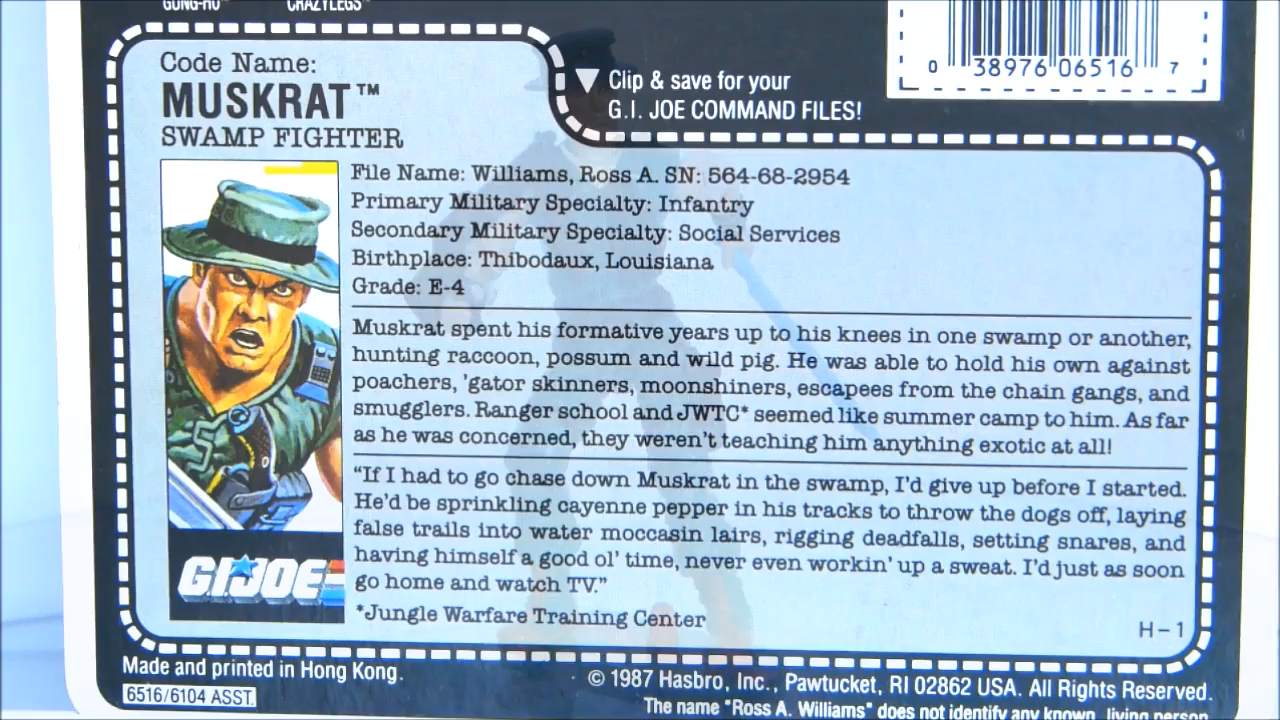 GUNG-HO™ CRAZYLEGS™
Code Name:
MUSKRAT™
SWAMP FIGHTER
▼ Clip & save for your
G.I. JOE COMMAND FILES!
0 38976 06516 7
File Name: Williams, Ross A. SN: 564-68-2954
Primary Military Specialty: Infantry
Secondary Military Specialty: Social Services
Birthplace: Thibodaux, Louisiana
Grade: E-4
Muskrat spent his formative years up to his knees in one swamp or another,
hunting raccoon, possum and wild pig. He was able to hold his own against
poachers, 'gator skinners, moonshiners, escapees from the chain gangs, and
smugglers. Ranger school and JWTC* seemed like summer camp to him. As far
as he was concerned, they weren't teaching him anything exotic at all!
“If I had to go chase down Muskrat in the swamp, I'd give up before I started.
He'd be sprinkling cayenne pepper in his tracks to throw the dogs off, laying
false trails into water moccasin lairs, rigging deadfalls, setting snares, and
having himself a good ol' time, never even workin' up a sweat. I'd just as soon
go home and watch TV.”
*Jungle Warfare Training Center
H-1
G.I. JOE
Made and printed in Hong Kong.
6516/6104 ASST.
© 1987 Hasbro, Inc., Pawtucket, RI 02862 USA. All Rights Reserved.
The name "Ross A. Williams" does not identify any known, living person